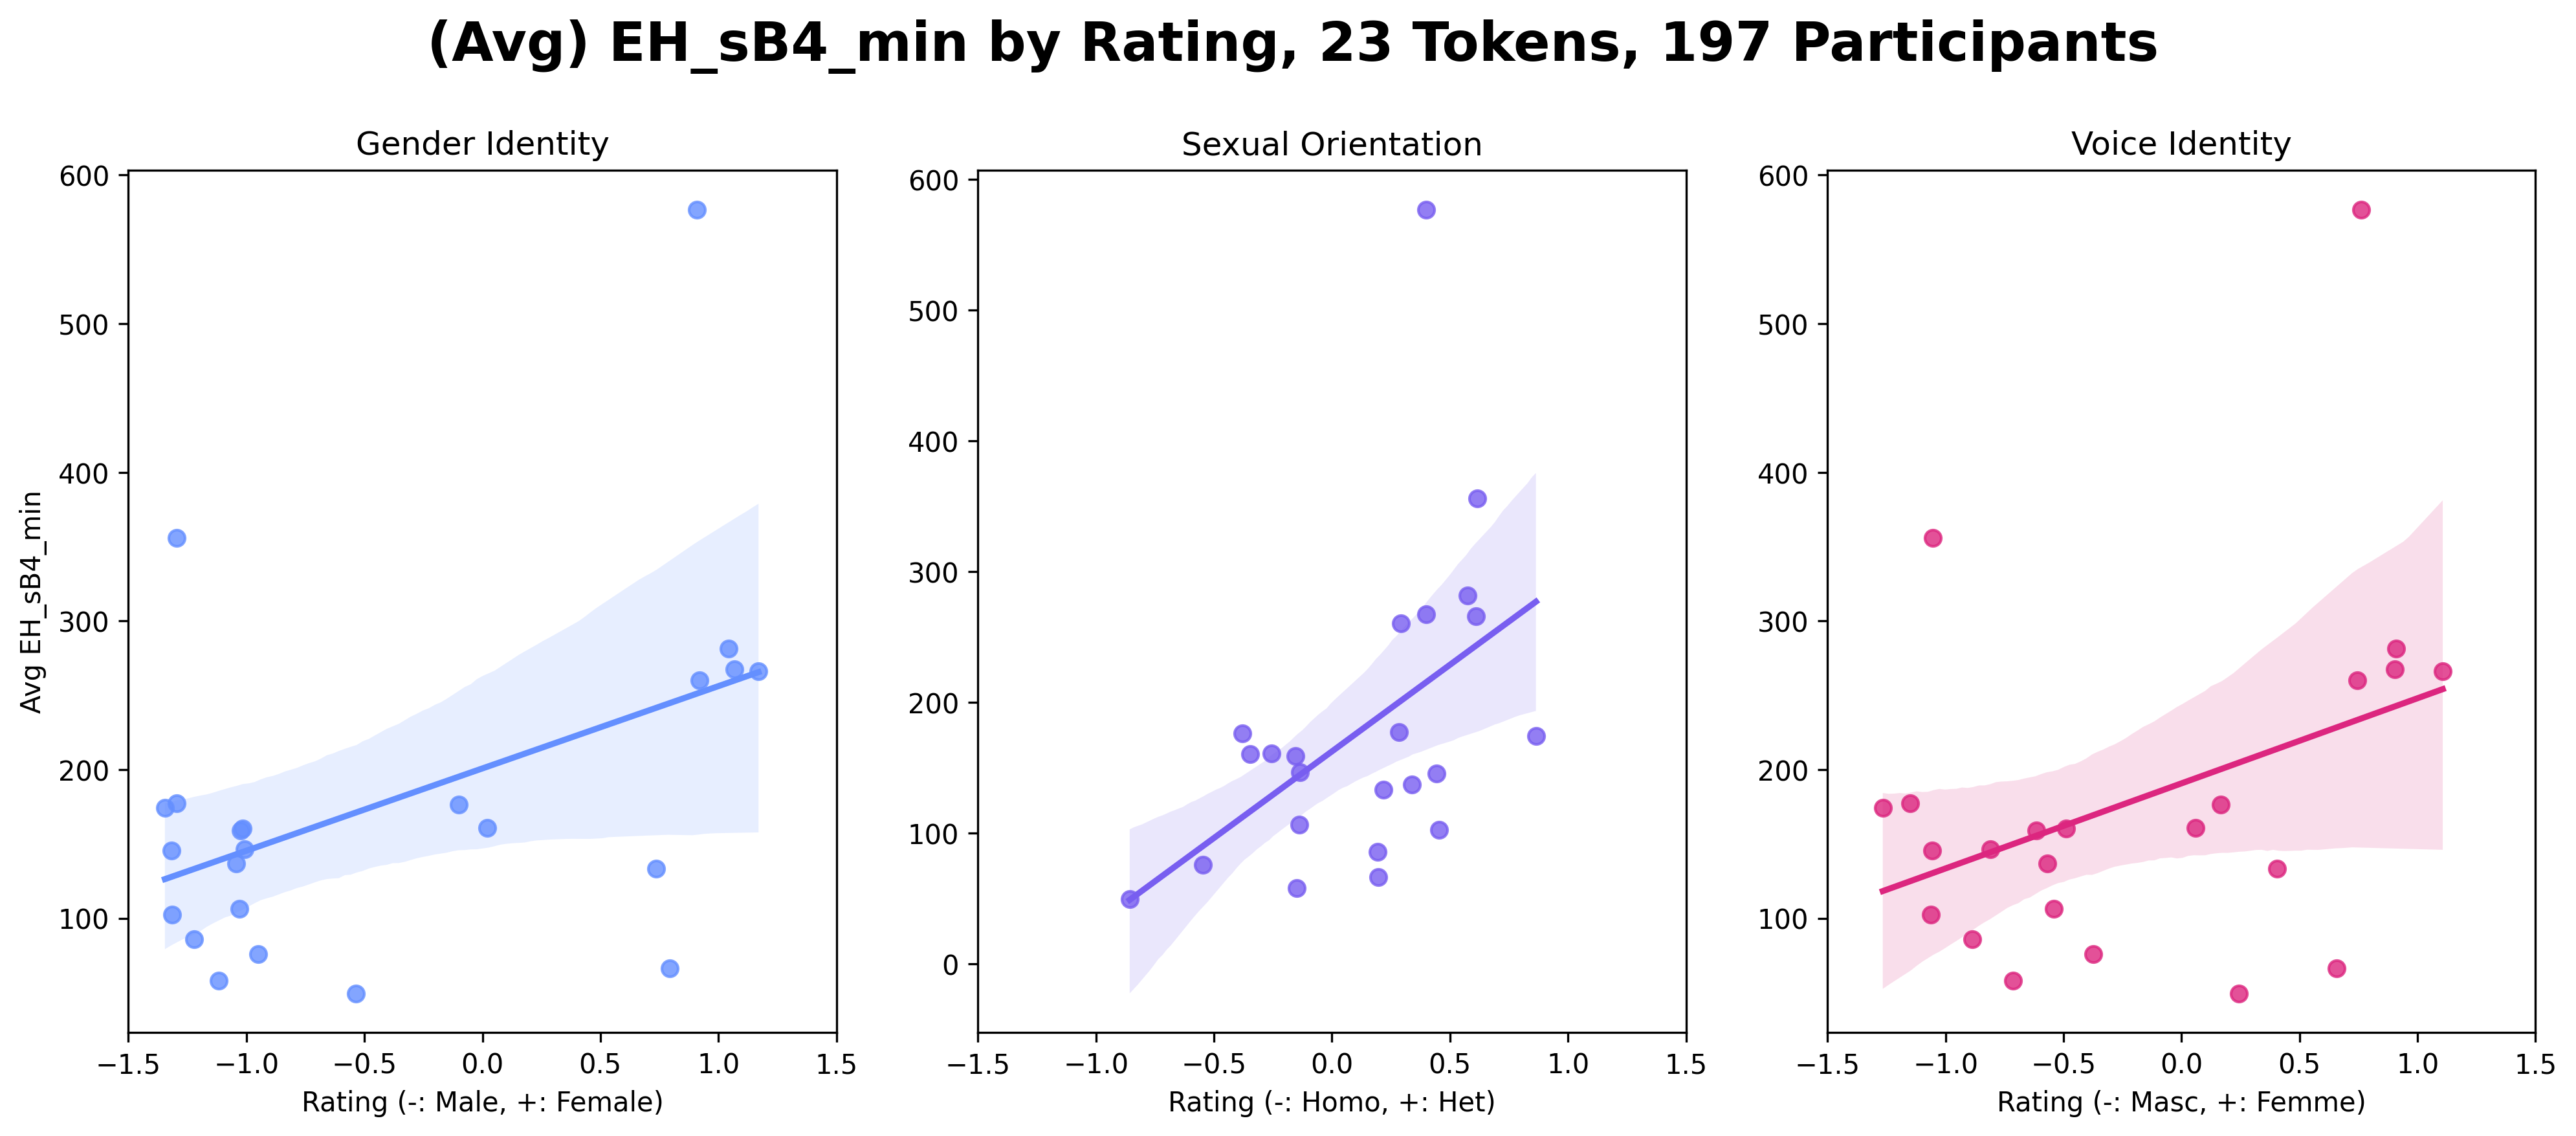 (Avg) EH_sB4_min by Rating, 23 Tokens, 197 Participants
Gender Identity
600
500
400
300
200
100
Avg EH_sB4_min
−1.5 −1.0 −0.5 0.0 0.5 1.0 1.5
Rating (-: Male, +: Female)
Sexual Orientation
600
500
400
300
200
100
0
−1.5 −1.0 −0.5 0.0 0.5 1.0 1.5
Rating (-: Homo, +: Het)
Voice Identity
600
500
400
300
200
100
−1.5 −1.0 −0.5 0.0 0.5 1.0 1.5
Rating (-: Masc, +: Femme)